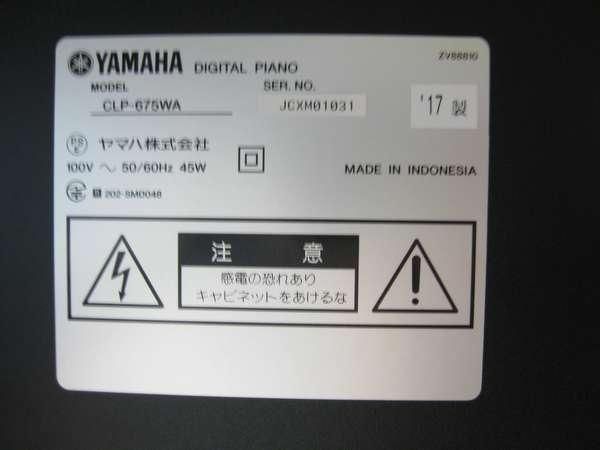 YAMAHA DIGITAL PIANO
ZV88810
MODEL
CLP-675WA
SER. NO.
JCXM01031
'17 製
PS
E
ヤマハ株式会社
100V ~ 50/60Hz 45W
MADE IN INDONESIA
R 202-SMD048
注 意
感電の恐れあり
キャビネットをあけるな